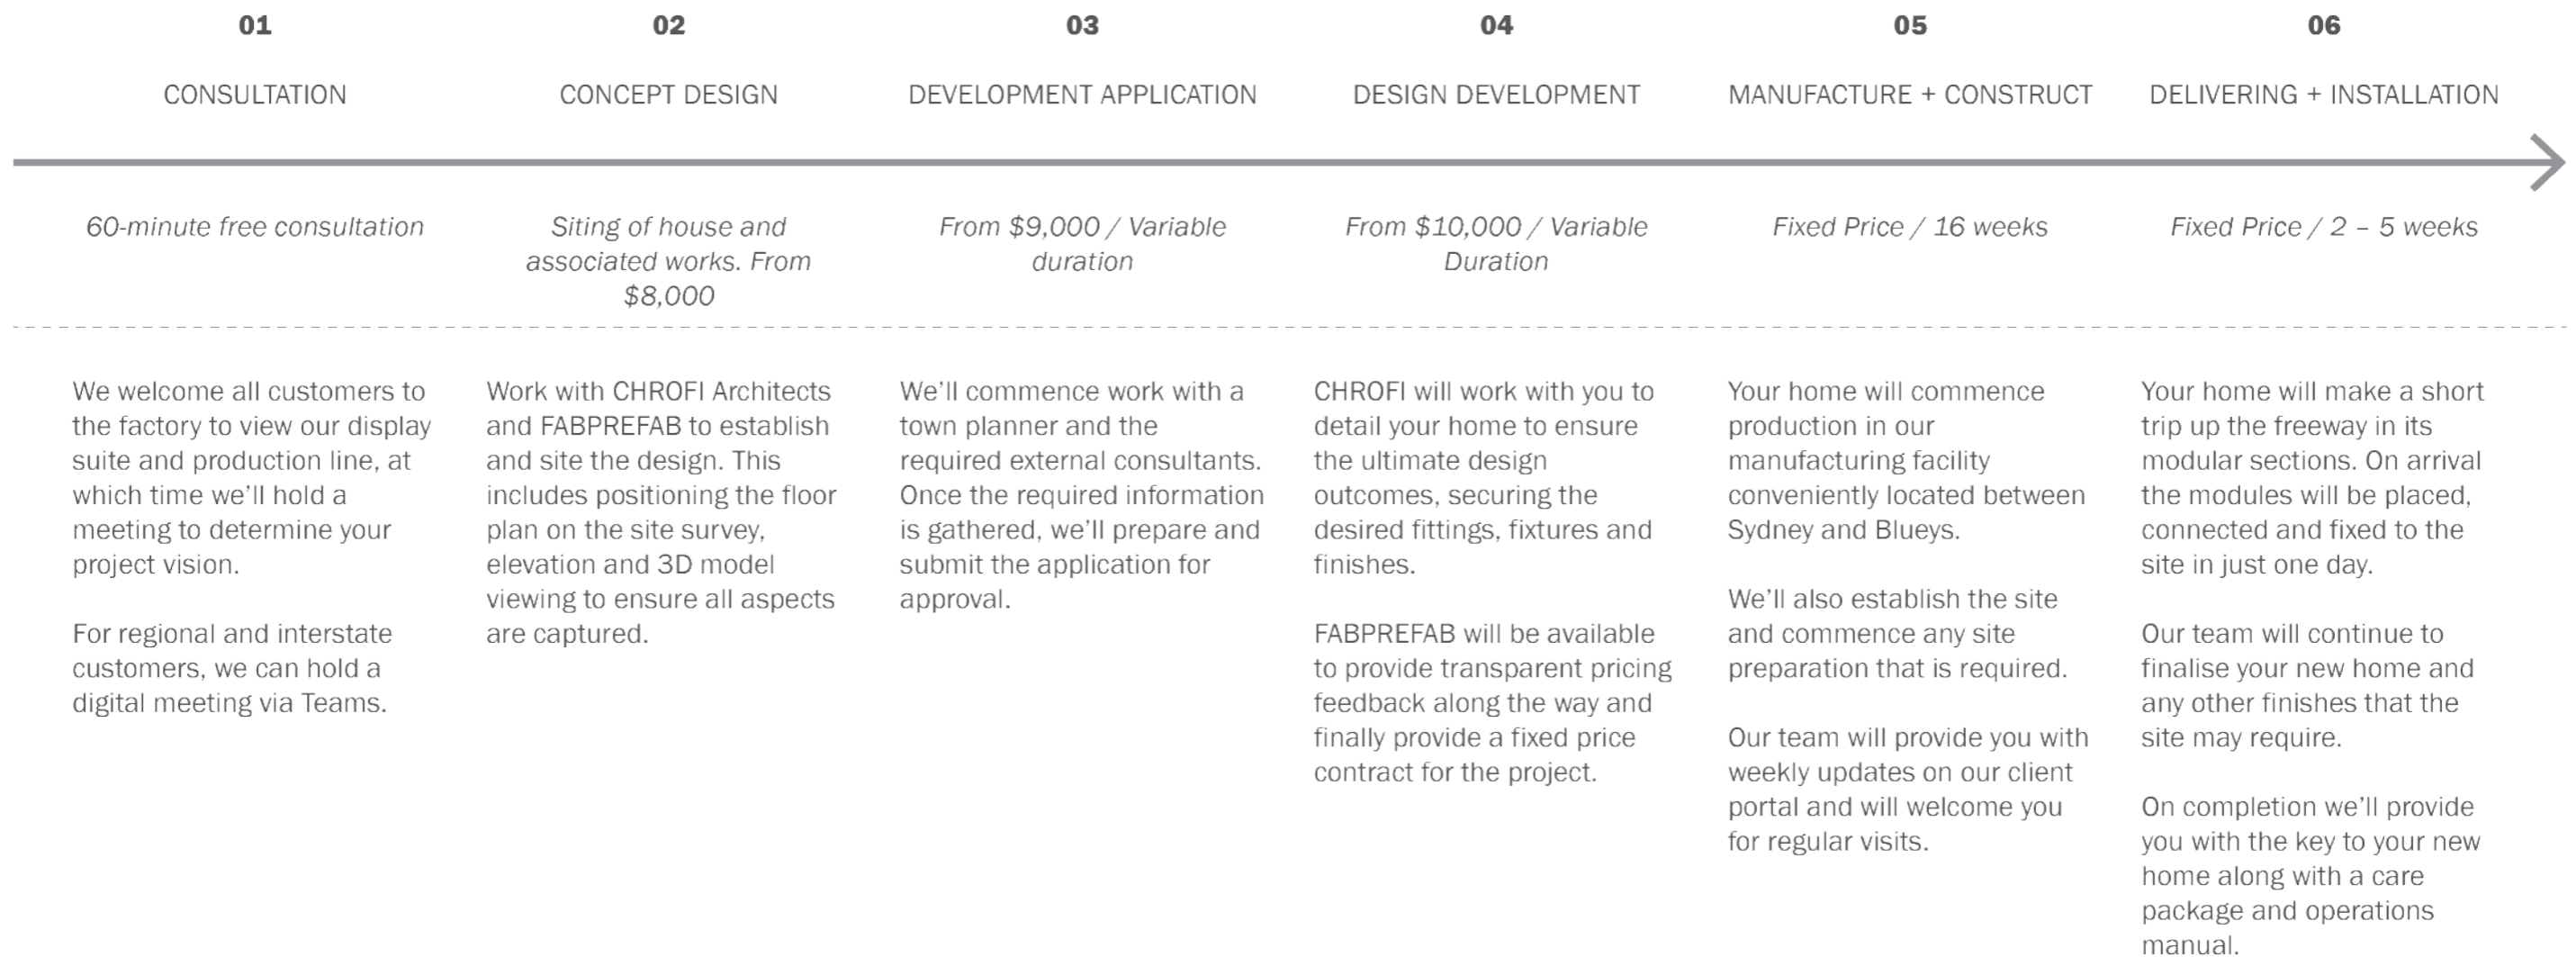 01
CONSULTATION
60-minute free consultation
We welcome all customers to
the factory to view our display
suite and production line, at
which time we'll hold a
meeting to determine your
project vision.
For regional and interstate
customers, we can hold a
digital meeting via Teams.
02
CONCEPT DESIGN
Siting of house and
associated works. From
$8,000
Work with CHROFI Architects
and FABPREFAB to establish
and site the design. This
includes positioning the floor
plan on the site survey,
elevation and 3D model
viewing to ensure all aspects
are captured.
03
DEVELOPMENT APPLICATION
From $9,000 / Variable
duration
We'll commence work with a
town planner and the
required external consultants.
Once the required information
is gathered, we'll prepare and
submit the application for
approval.
04
DESIGN DEVELOPMENT
From $10,000 / Variable
Duration
CHROFI will work with you to
detail your home to ensure
the ultimate design
outcomes, securing the
desired fittings, fixtures and
finishes.
FABPREFAB will be available
to provide transparent pricing
feedback along the way and
finally provide a fixed price
contract for the project.
05
MANUFACTURE + CONSTRUCT
Fixed Price / 16 weeks
Your home will commence
production in our
manufacturing facility
conveniently located between
Sydney and Blueys.
We'll also establish the site
and commence any site
preparation that is required.
Our team will provide you with
weekly updates on our client
portal and will welcome you
for regular visits.
06
DELIVERING + INSTALLATION
Fixed Price / 2 – 5 weeks
Your home will make a short
trip up the freeway in its
modular sections. On arrival
the modules will be placed,
connected and fixed to the
site in just one day.
Our team will continue to
finalise your new home and
any other finishes that the
site may require.
On completion we'll provide
you with the key to your new
home along with a care
package and operations
manual.